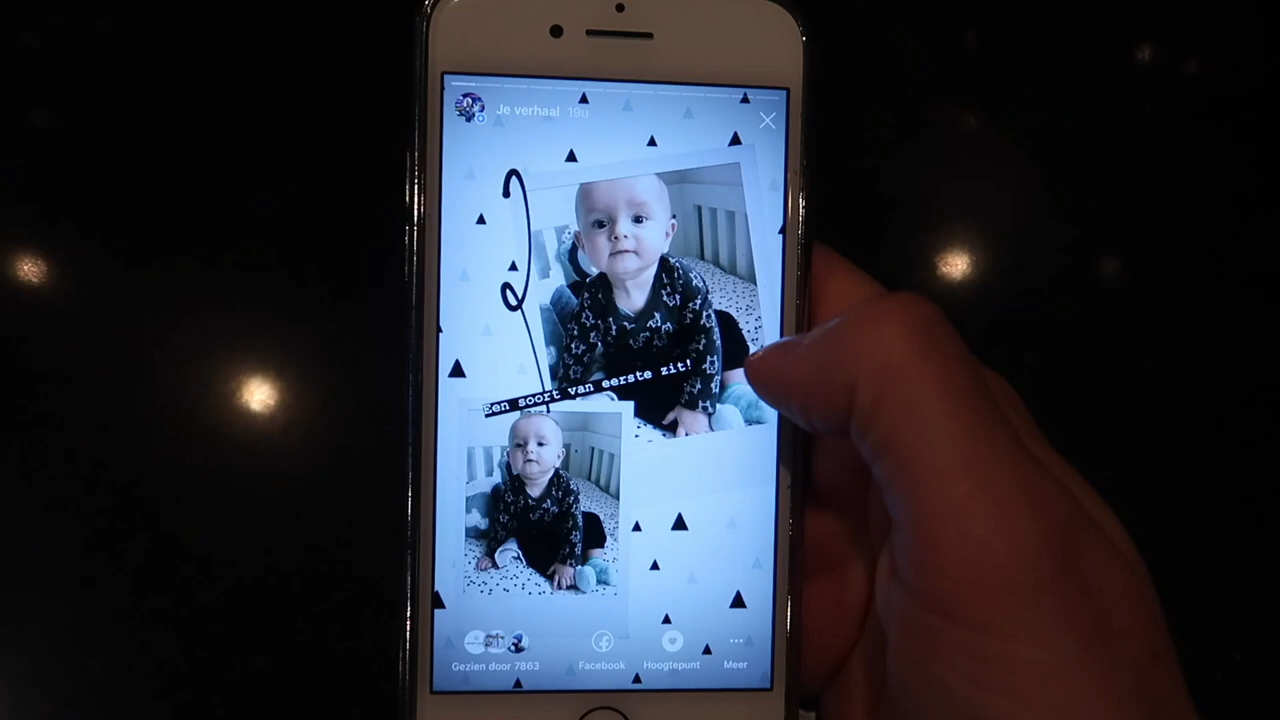 Je verhaal 19u
Een soort van eerste zit!
Gezien door 7863
Facebook
Hoogtepunt
Meer